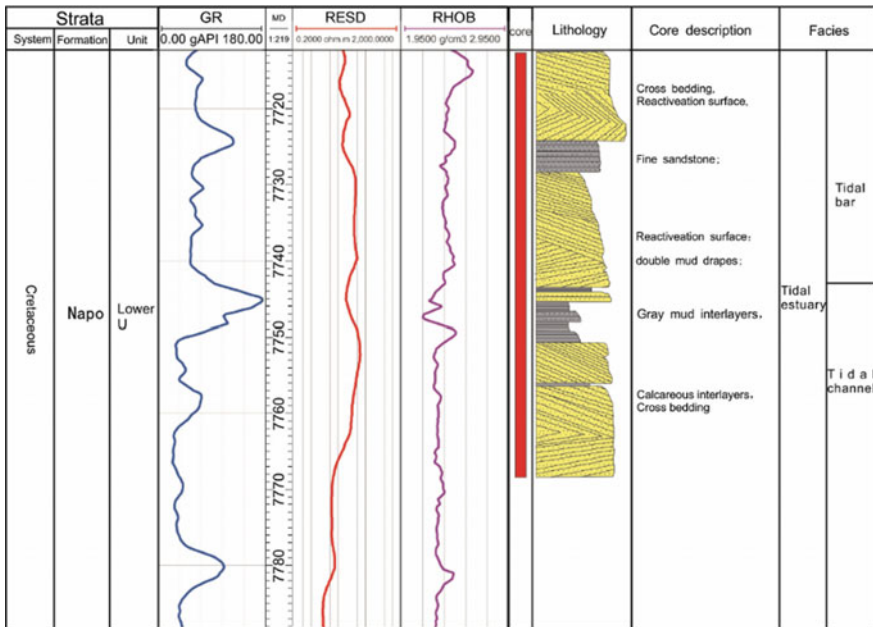 Strata
GR
MD
RESD
RHOB
core
Lithology
Core description
Facies
System
Formation
Unit
0.00 gAPI 180.00
1:219
0.2000 ohm.m 2,000.0000
1.9500 g/cm3 2.9500
7720
7730
7740
7750
7760
7770
7780
Cretaceous
Napo
Lower
U
Cross bedding,
Reactiveation surface,
Fine sandstone;
Reactiveation surface;
double mud drapes;
Gray mud interlayers,
Calcareous interlayers,
Cross bedding
Tidal
estuary
Tidal
bar
Tidal
channel